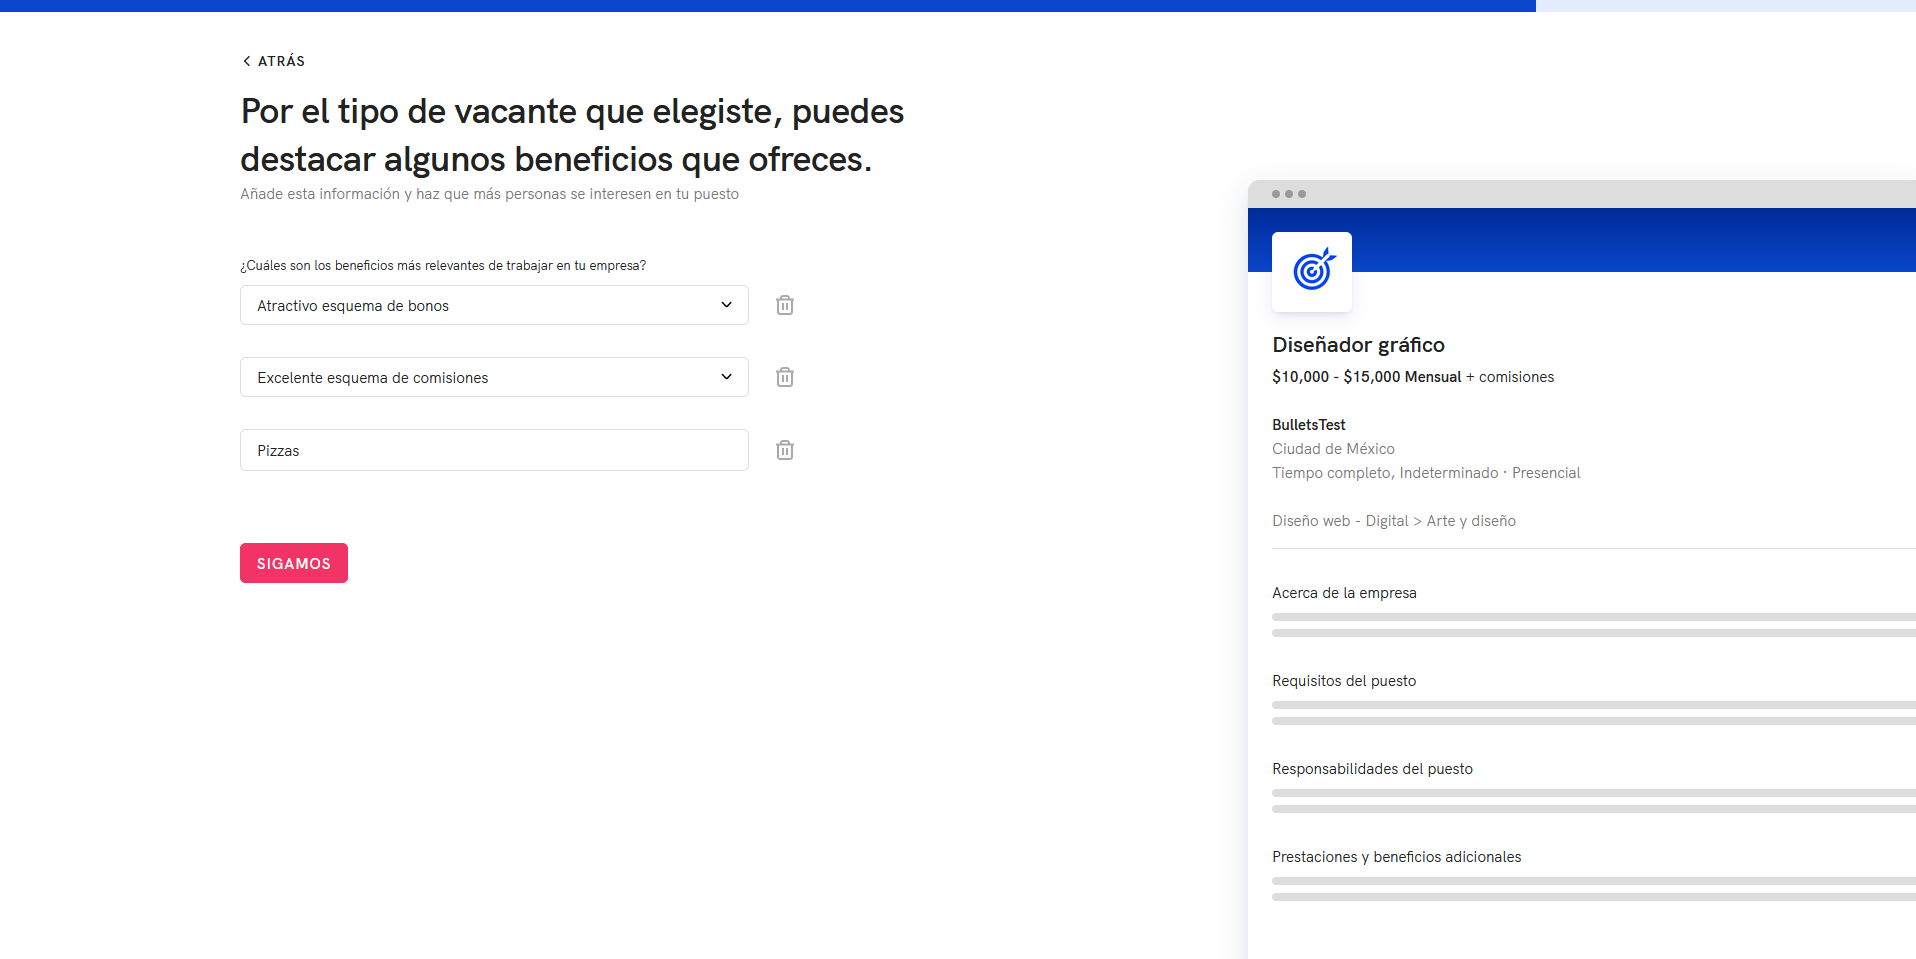 ATRÁS
Por el tipo de vacante que elegiste, puedes
destacar algunos beneficios que ofreces.
Añade esta información y haz que más personas se interesen en tu puesto
¿Cuáles son los beneficios más relevantes de trabajar en tu empresa?
Atractivo esquema de bonos
Excelente esquema de comisiones
Pizzas
SIGAMOS
Diseñador gráfico
$10,000 - $15,000 Mensual + comisiones
BulletsTest
Ciudad de México
Tiempo completo, Indeterminado · Presencial
Diseño web - Digital > Arte y diseño
Acerca de la empresa
Requisitos del puesto
Responsabilidades del puesto
Prestaciones y beneficios adicionales